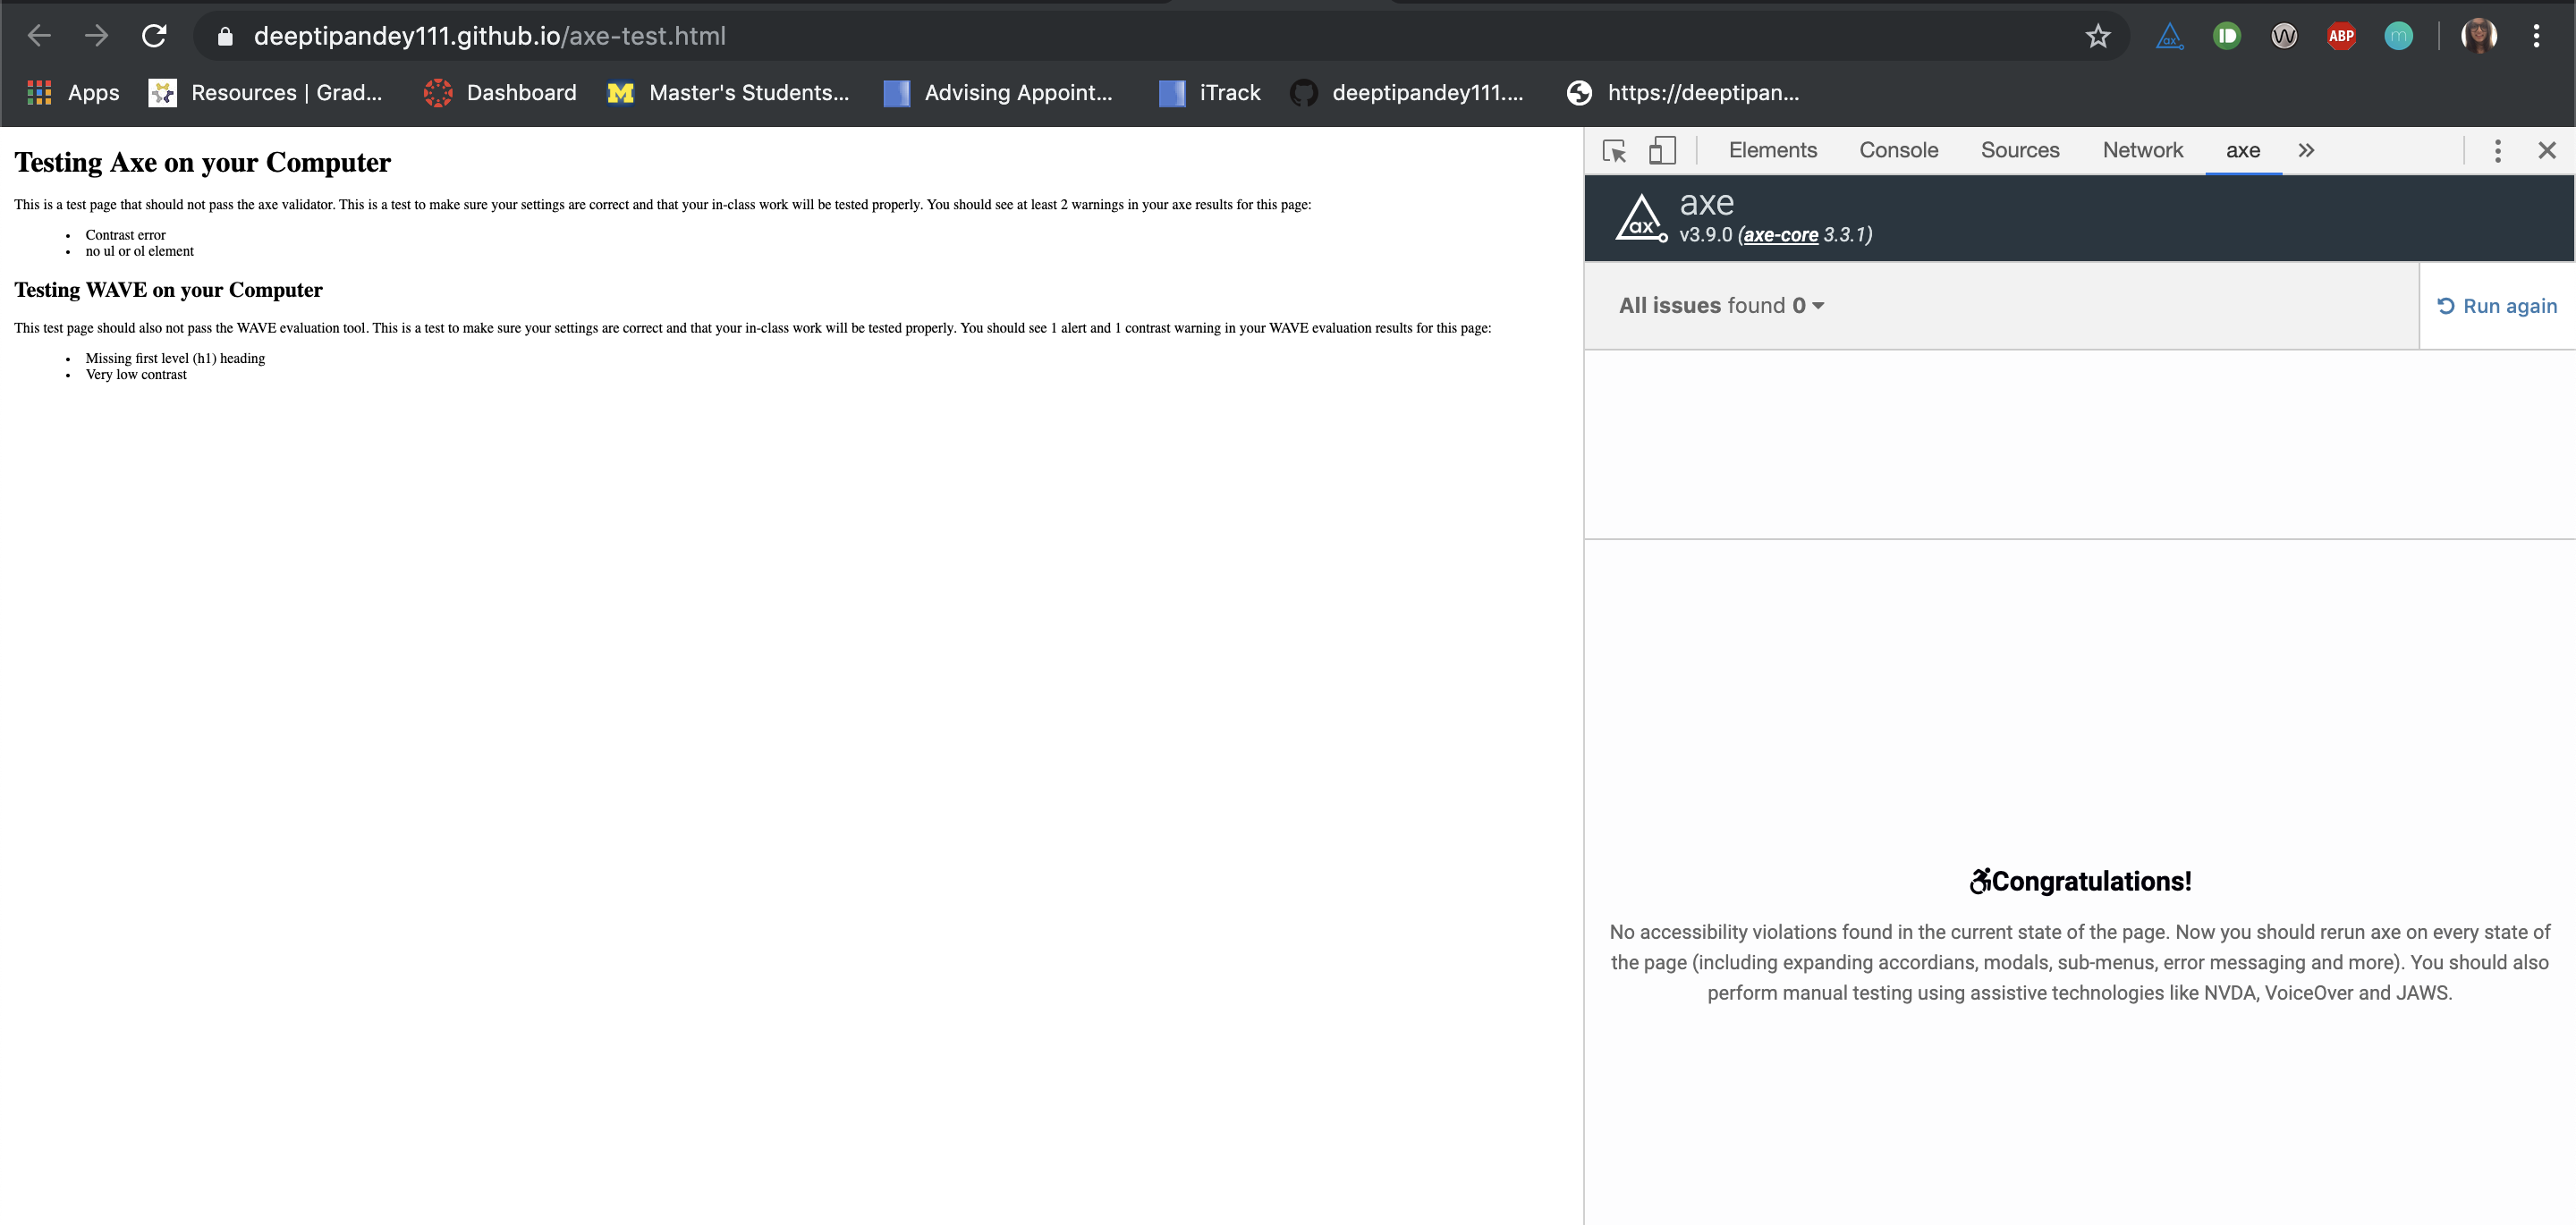 deeptipandey111.github.io/axe-test.html
ax
ABP
m
Apps
Resources | Grad...
Dashboard
M
Master's Students...
Advising Appoint...
iTrack
deeptipandey111....
https://deeptipan...
Testing Axe on your Computer
This is a test page that should not pass the axe validator. This is a test to make sure your settings are correct and that your in-class work will be tested properly. You should see at least 2 warnings in your axe results for this page:
• Contrast error
• no ul or ol element
Testing WAVE on your Computer
This test page should also not pass the WAVE evaluation tool. This is a test to make sure your settings are correct and that your in-class work will be tested properly. You should see 1 alert and 1 contrast warning in your WAVE evaluation results for this page:
• Missing first level (h1) heading
• Very low contrast
Elements Console Sources Network axe »
ax
axe
v3.9.0 (axe-core 3.3.1)
All issues found 0
Run again
Congratulations!
No accessibility violations found in the current state of the page. Now you should rerun axe on every state of
the page (including expanding accordians, modals, sub-menus, error messaging and more). You should also
perform manual testing using assistive technologies like NVDA, VoiceOver and JAWS.